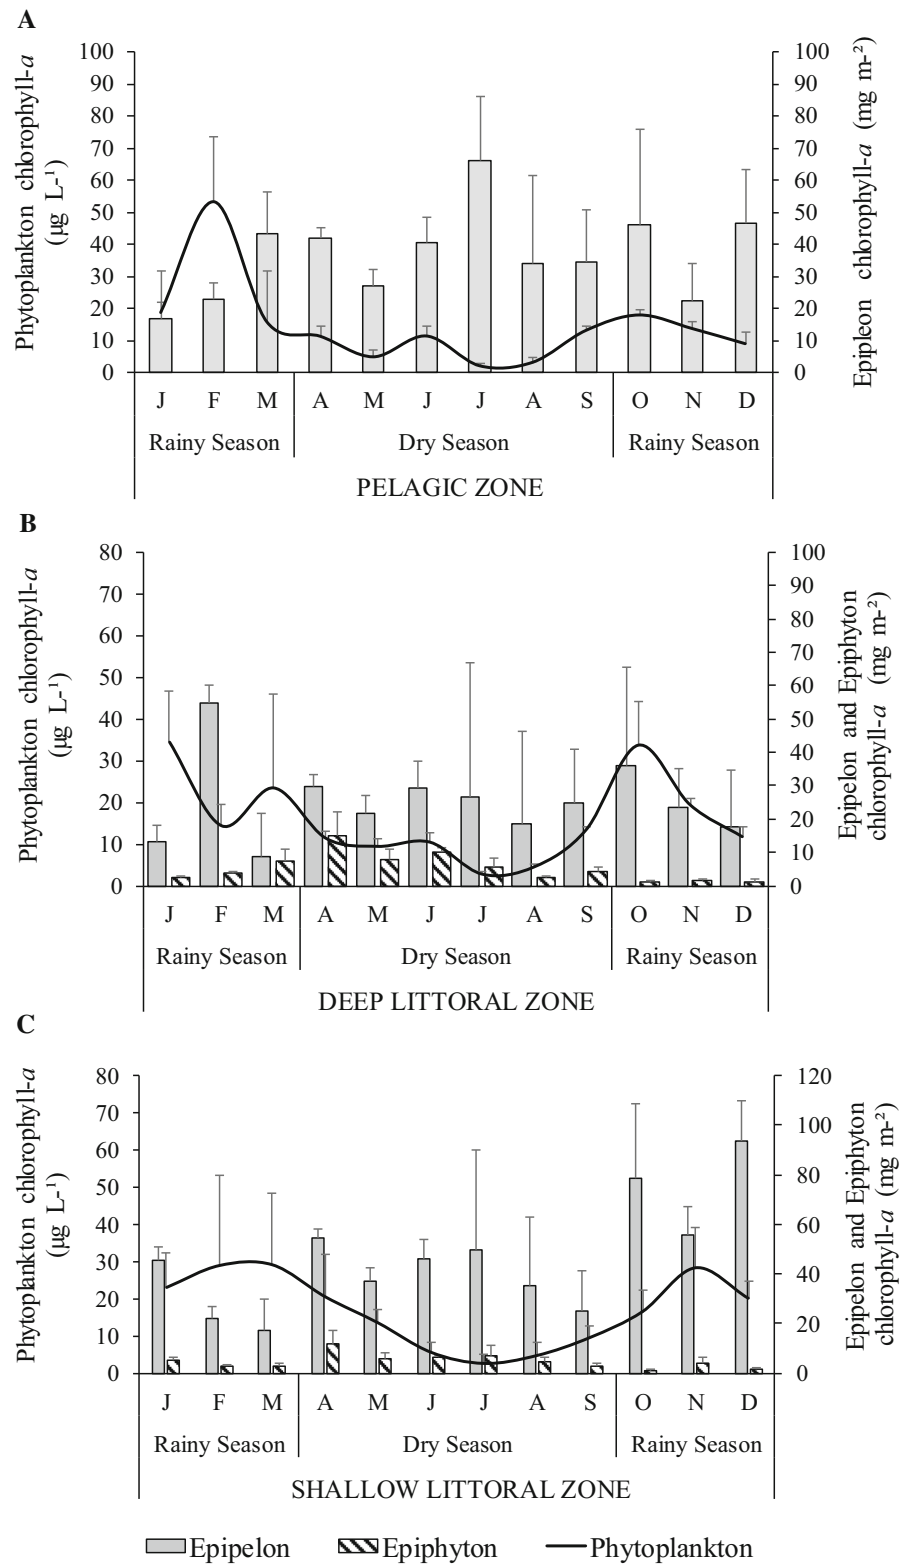 A
Phytoplankton chlorophyll-a
(µg L-¹)
100
90
80
70
60
50
40
30
20
10
0
100
90
80
70
60
50
40
30
20
10
0
Epipleon chlorophyll-a (mg m-²)
J F M A M J J A S O N D
Rainy Season Dry Season Rainy Season
PELAGIC ZONE
B
Phytoplankton chlorophyll-a
(µg L-¹)
80
70
60
50
40
30
20
10
0
100
90
80
70
60
50
40
30
20
10
0
Epipelon and Epiphyton
chlorophyll-a (mg m-²)
J F M A M J J A S O N D
Rainy Season Dry Season Rainy Season
DEEP LITTORAL ZONE
C
Phytoplankton chlorophyll-a
(µg L-¹)
80
70
60
50
40
30
20
10
0
120
100
80
60
40
20
0
Epipelon and Epiphyton
chlorophyll-a (mg m-²)
J F M A M J J A S O N D
Rainy Season Dry Season Rainy Season
SHALLOW LITTORAL ZONE
Epipelon Epiphyton Phytoplankton